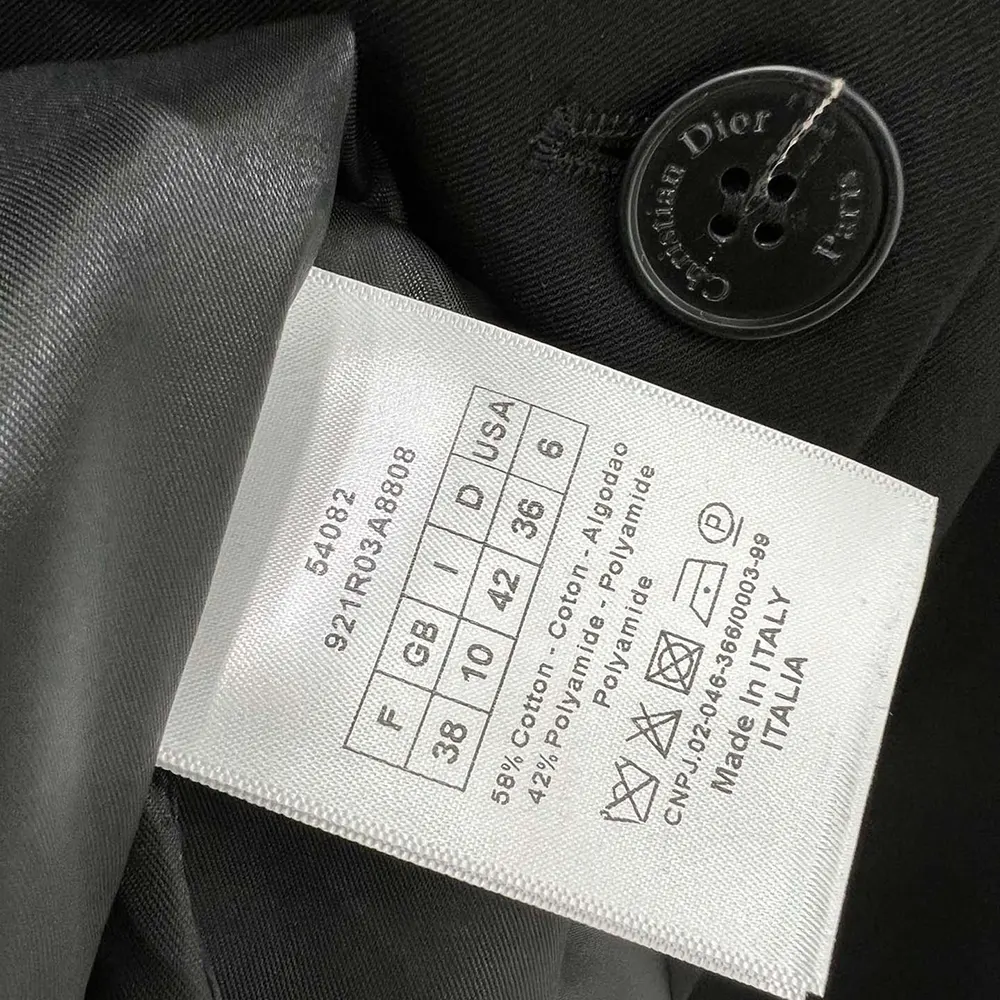 Christian Dior
Paris
54082
921R03A8808
F GB I D USA
38 10 42 36 6
58% Cotton - Coton - Algodao
42% Polyamide - Polyamide
Polyamide
P
CNPJ.02-046-366/0003-99
Made In ITALY
ITALIA